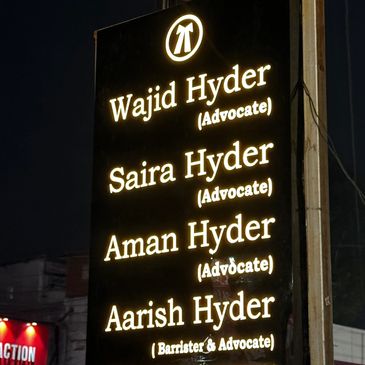 Wajid Hyder
(Advocate)
Saira Hyder
(Advocate)
Aman Hyder
(Advocate)
Aarish Hyder
( Barrister & Advocate)
ACTION